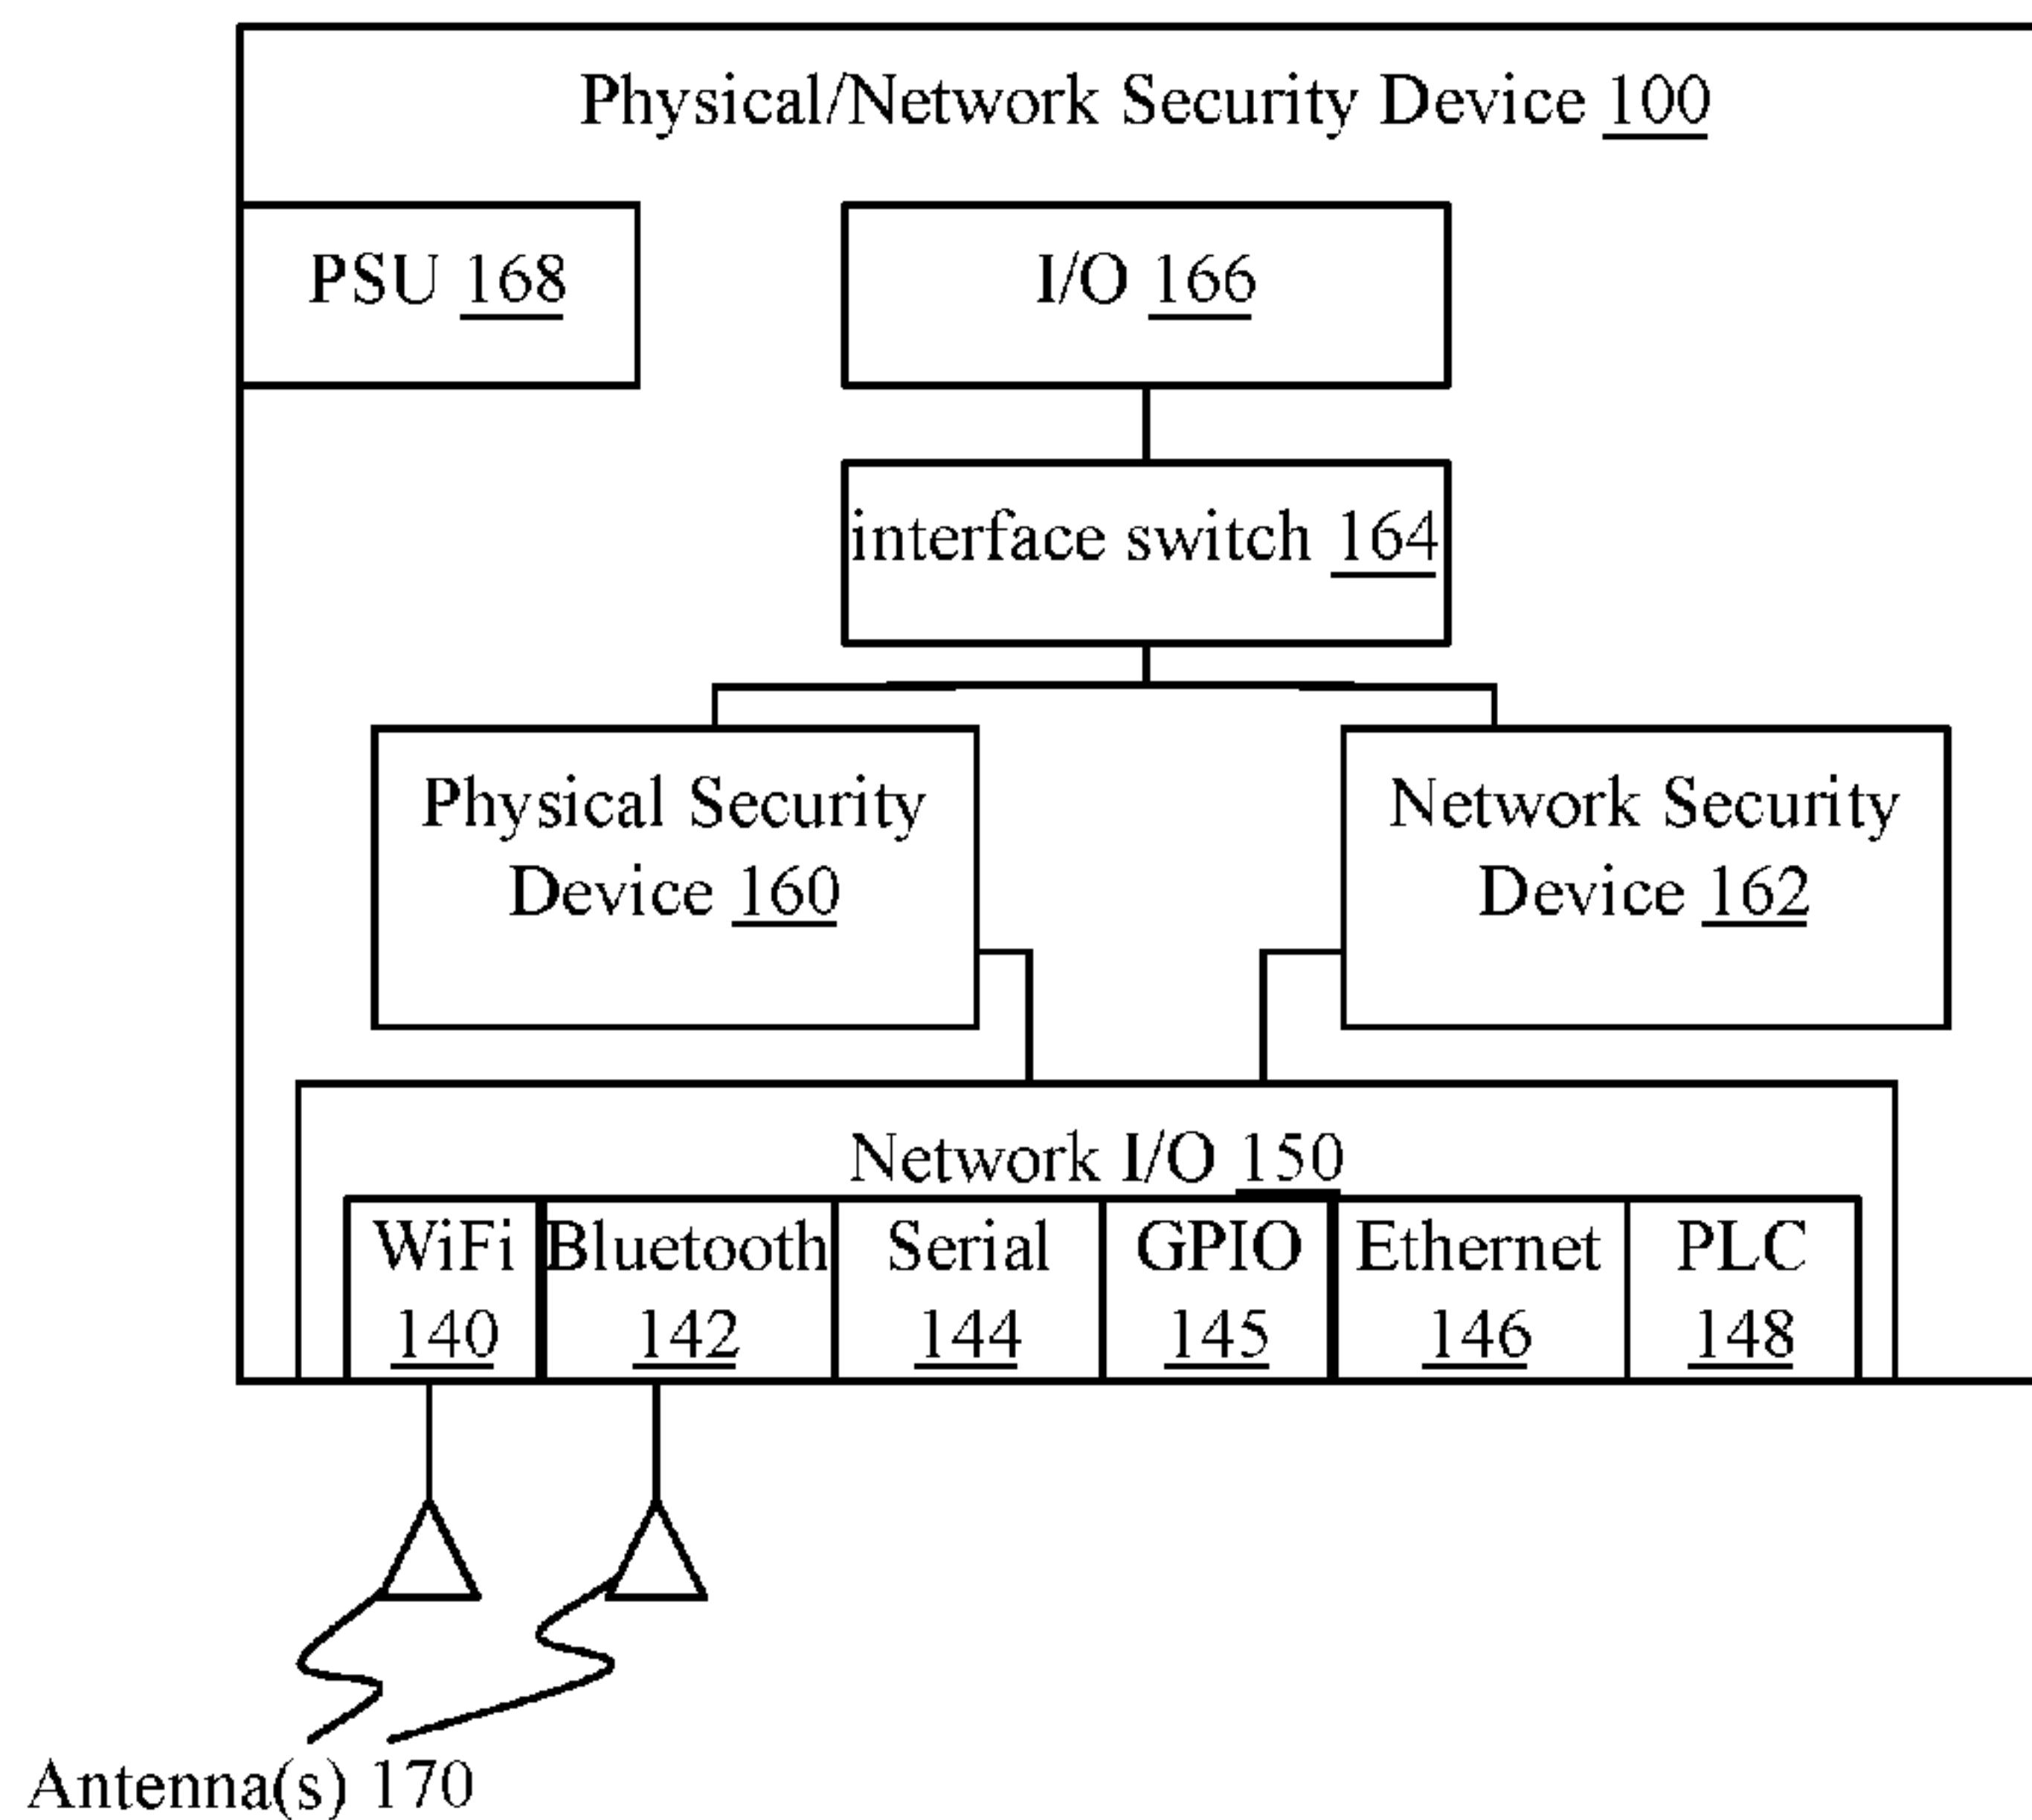 Physical/Network Security Device 100
PSU 168
I/O 166
interface switch 164
Physical Security
Device 160
Network Security
Device 162
Network I/O 150
WiFi
140
Bluetooth
142
Serial
144
GPIO
145
Ethernet
146
PLC
148
Antenna(s) 170